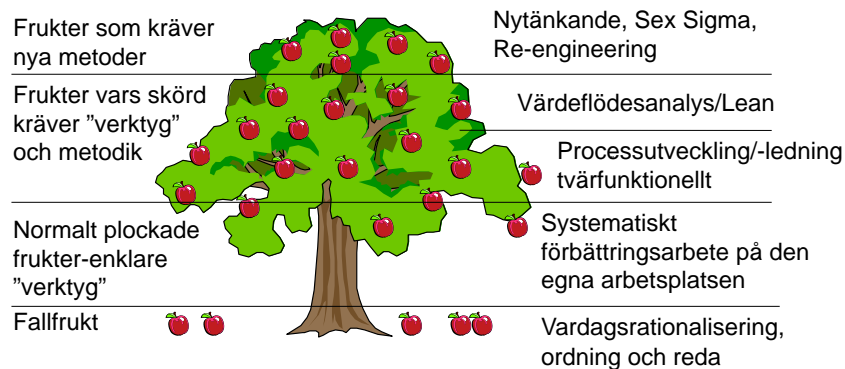 Frukter som kräver
nya metoder
Nytänkande, Sex Sigma,
Re-engineering
Frukter vars skörd
kräver ”verktyg”
och metodik
Värdeflödesanalys/Lean
Processutveckling/-ledning
tvärfunktionellt
Normalt plockade
frukter-enklare
”verktyg”
Systematiskt
förbättringsarbete på den
egna arbetsplatsen
Fallfrukt
Vardagsrationalisering,
ordning och reda